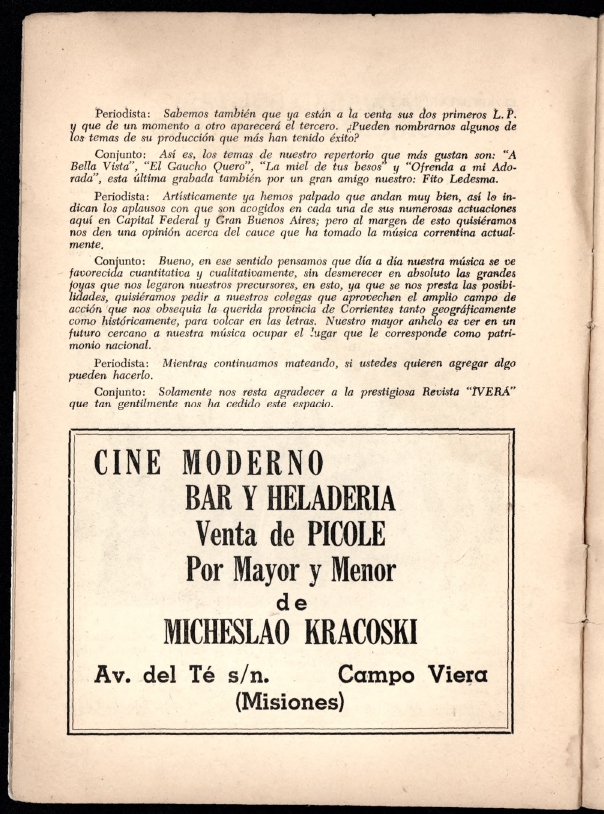 Periodista: Sabemos también que ya están a la venta sus dos primeros L.P.
y que de un momento a otro aparecerá el tercero. ¿Pueden nombrarnos algunos de
los temas de su producción que más han tenido éxito?
Conjunto: Así es, los temas de nuestro repertorio que más gustan son: "A
Bella Vista", "El Gaucho Quero", "La miel de tus besos" y "Ofrenda a mi Ado-
rada", esta última grabada también por un gran amigo nuestro: Fito Ledesma.
Periodista: Artísticamente ya hemos palpado que andan muy bien, así lo in-
dican los aplausos con que son acogidos en cada una de sus numerosas actuaciones
aquí en Capital Federal y Gran Buenos Aires; pero al margen de esto quisiéramos
nos den una opinión acerca del cauce que ha tomado la música correntina actual-
mente.
Conjunto: Bueno, en ese sentido pensamos que día a día nuestra música se ve
favorecida cuantitativa y cualitativamente, sin desmerecer en absoluto las grandes
joyas que nos legaron nuestros precursores, en esto, ya que se nos presta las posibi-
lidades, quisiéramos pedir a nuestros colegas que aprovechen el amplio campo de
acción que nos obsequia la querida provincia de Corrientes tanto geográficamente
como históricamente, para volcar en las letras. Nuestro mayor anhelo es ver en un
futuro cercano a nuestra música ocupar el lugar que le corresponde como patri-
monio nacional.
Periodista: Mientras continuamos mateando, si ustedes quieren agregar algo
pueden hacerlo.
Conjunto: Solamente nos resta agradecer a la prestigiosa Revista "IVERÁ"
que tan gentilmente nos ha cedido este espacio.
CINE MODERNO
BAR Y HELADERIA
Venta de PICOLE
Por Mayor y Menor
de
MICHESLAO KRACOSKI
Av. del Té s/n. Campo Viera
(Misiones)